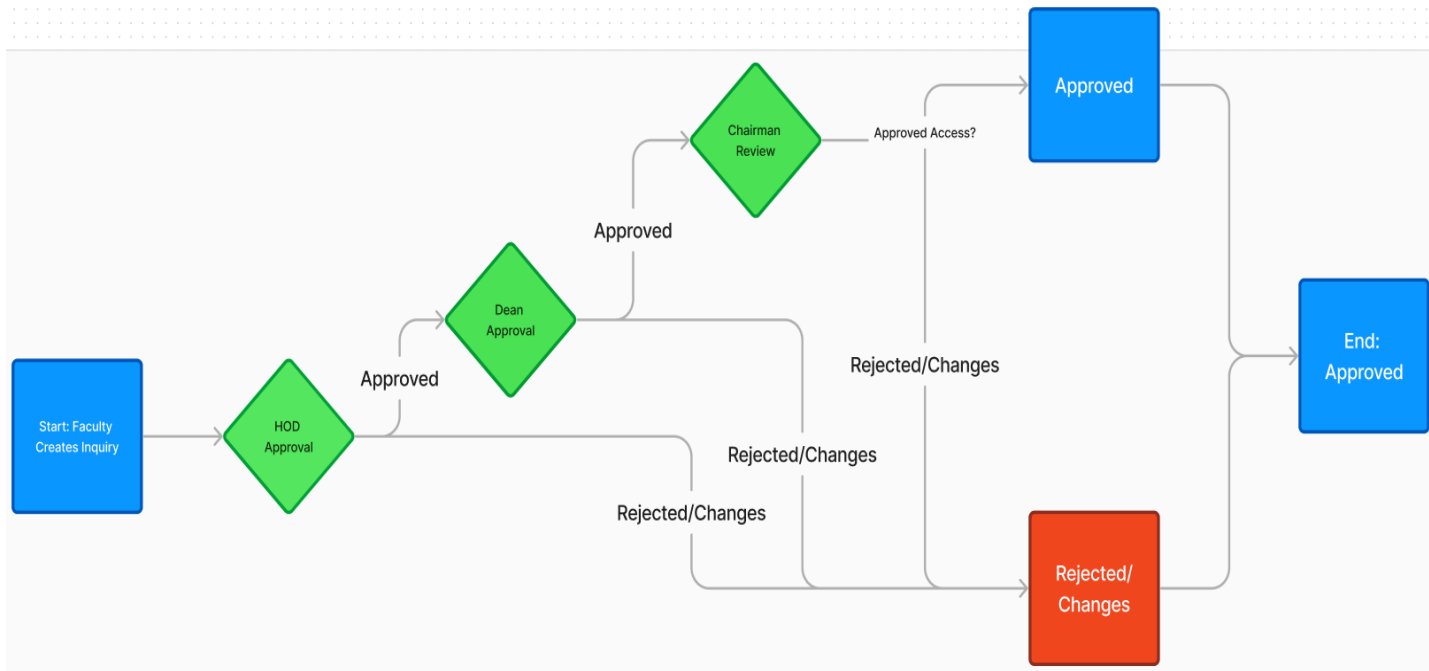 Start: Faculty
Creates Inquiry
HOD
Approval
Approved
Dean
Approval
Approved
Chairman
Review
Approved Access?
Rejected/Changes
Rejected/Changes
Rejected/Changes
Approved
Rejected/
Changes
End:
Approved